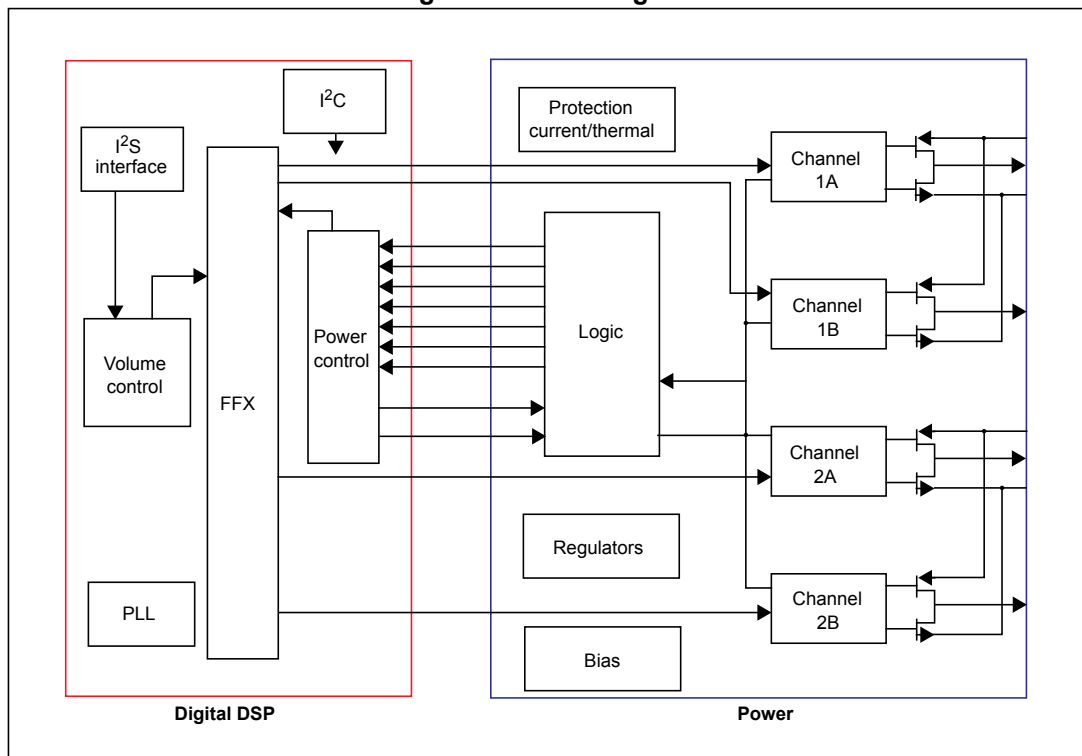 I²C
I²S
interface
Volume
control
FFX
Power
control
PLL
Digital DSP
Protection
current/thermal
Logic
Regulators
Bias
Channel
1A
Channel
1B
Channel
2A
Channel
2B
Power